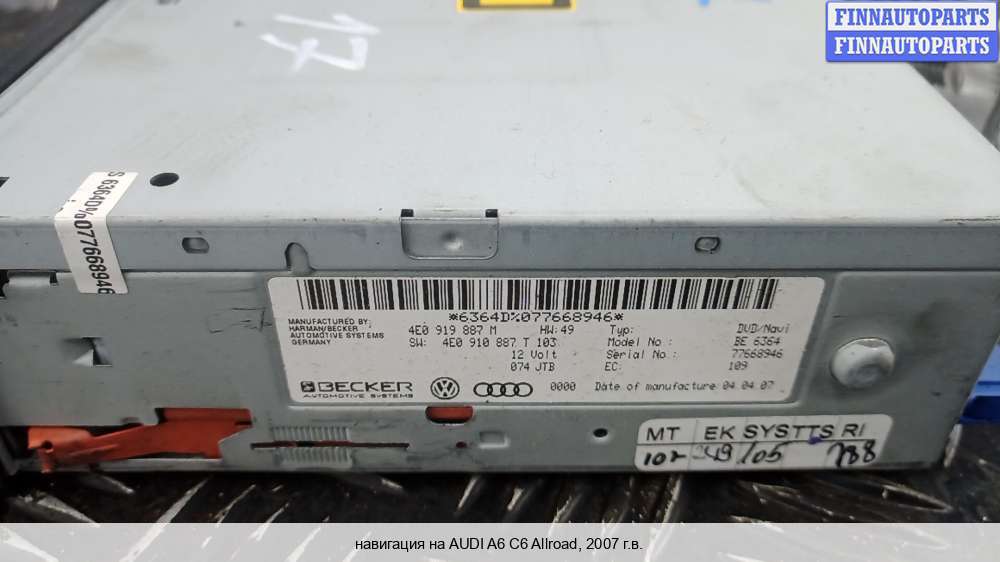 FINNAUTOPARTS
FINNAUTOPARTS
S 6364D%077668946
*6364D%077668946*
MANUFACTURED BY:
HARMAN/BECKER
AUTOMOTIVE SYSTEMS
GERMANY
4E0 919 887 M HW:49 Typ: DVD/Navi
SW: 4E0 910 887 T 103 Model No : BE 6364
12 Volt Serial No.: 77668946
074 JTB EC: 109
BECKER
AUTOMOTIVE SYSTEMS
0000 Date of manufacture 04.04.07
MT EK SYSTTS RI
навигация на AUDI A6 C6 Allroad, 2007 г.в.